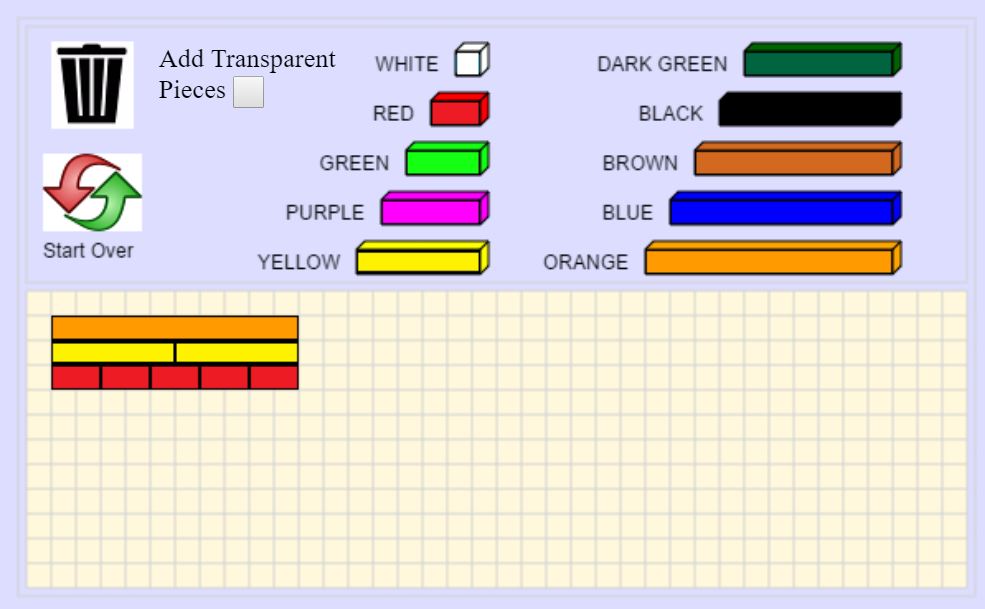 Add Transparent
Pieces
Start Over
WHITE
RED
GREEN
PURPLE
YELLOW
DARK GREEN
BLACK
BROWN
BLUE
ORANGE